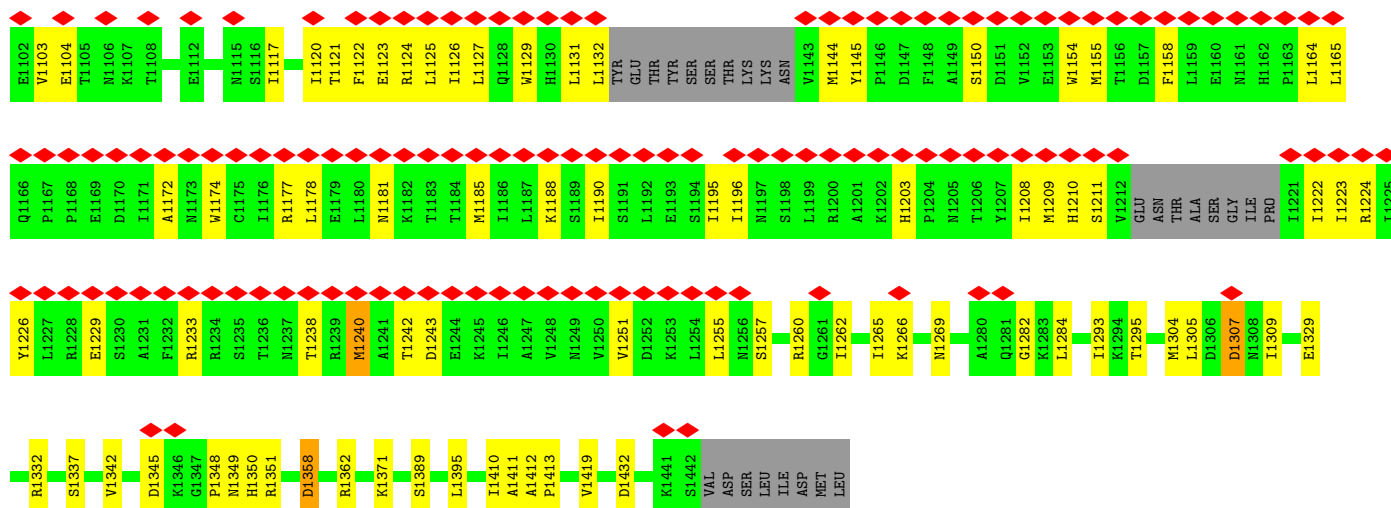 E1102 V1103 E1104 T1105 N1106 K1107 T1108 E1112 N1115 S1116 I1117 I1120 T1121 F1122 E1123 R1124 L1125 I1126 L1127 Q1128 W1129 H1130 L1131 L1132 TYR GLU THR TYR SER SER THR LYS LYS ASN V1143 M1144 Y1145 P1146 D1147 F1148 A1149 S1150 D1151 V1152 E1153 W1154 M1155 T1156 D1157 F1158 L1159 E1160 N1161 H1162 P1163 L1164 L1165
Q1166 P1167 P1168 E1169 D1170 I1171 A1172 N1173 W1174 C1175 I1176 R1177 L1178 E1179 L1180 N1181 K1182 T1183 T1184 M1185 I1186 L1187 K1188 S1189 I1190 S1191 L1192 E1193 S1194 I1195 I1196 N1197 S1198 L1199 R1200 A1201 K1202 H1203 P1204 N1205 T1206 Y1207 I1208 M1209 H1210 S1211 V1212 GLU ASN THR ALA SER GLY ILE PRO I1221 I1222 I1223 R1224 I1225
Y1226 L1227 R1228 E1229 S1230 A1231 F1232 R1233 R1234 S1235 T1236 N1237 T1238 R1239 M1240 A1241 T1242 D1243 E1244 K1245 I1246 A1247 V1248 N1249 V1250 V1251 D1252 K1253 L1254 L1255 N1256 S1257 R1260 G1261 I1262 I1265 K1266 N1269 A1280 Q1281 G1282 K1283 L1284 I1293 K1294 T1295 M1304 L1305 D1306 D1307 N1308 I1309 E1329
R1332 S1337 V1342 D1345 K1346 G1347 P1348 N1349 H1350 R1351 D1358 R1362 K1371 S1389 L1395 I1410 A1411 A1412 P1413 V1419 D1432 K1441 S1442 VAL ASP SER LEU ILE ASP MET LEU